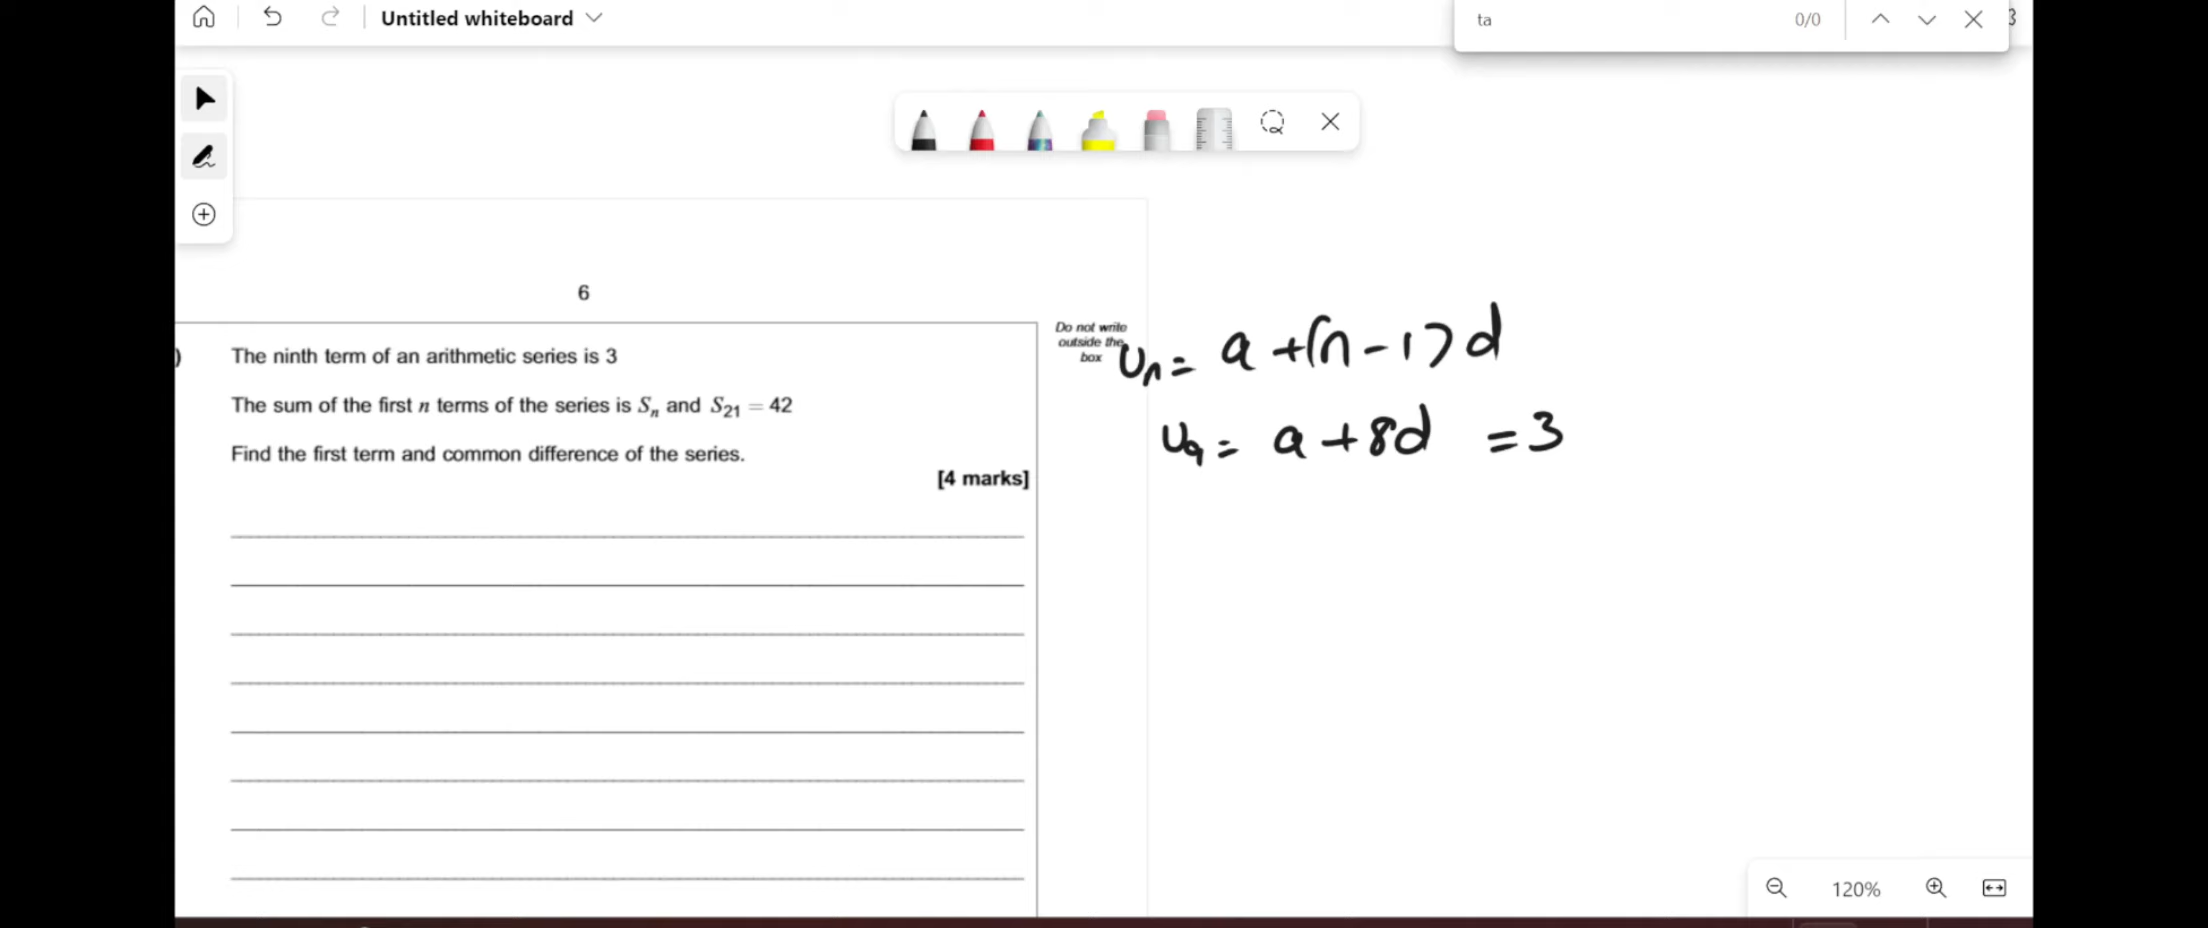 Untitled whiteboard
ta
0/0
6
) The ninth term of an arithmetic series is 3
The sum of the first n terms of the series is Sₙ and S₂₁ = 42
Find the first term and common difference of the series.
[4 marks]
Do not write
outside the
box
Uₙ = a + (n - 1)d
U₉ = a + 8d = 3
120%